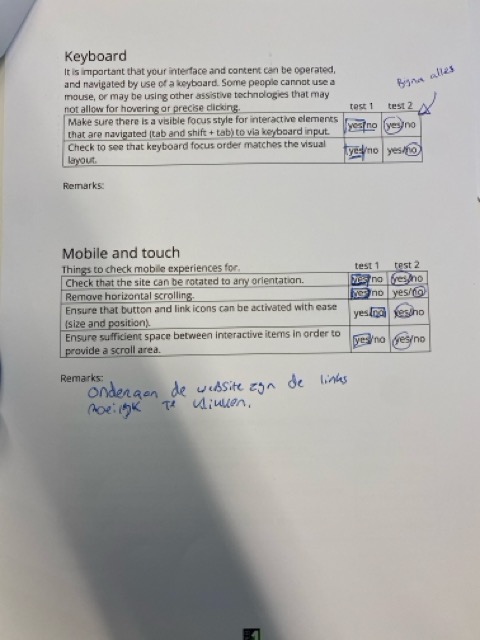 Keyboard
It is important that your interface and content can be operated,
and navigated by use of a keyboard. Some people cannot use a
mouse, or may be using other assistive technologies that may
not allow for hovering or precise clicking.
Bijna alles
test 1 test 2
Make sure there is a visible focus style for interactive elements
that are navigated (tab and shift + tab) to via keyboard input.
yes/no yes/no
Check to see that keyboard focus order matches the visual
layout.
yes/no yes/no
Remarks:
Mobile and touch
Things to check mobile experiences for.
test 1 test 2
Check that the site can be rotated to any orientation. yes/no yes/no
Remove horizontal scrolling. yes/no yes/no
Ensure that button and link icons can be activated with ease
(size and position).
yes/no yes/no
Ensure sufficient space between interactive items in order to
provide a scroll area.
yes/no yes/no
Remarks:
onderaan de website zijn de links
moeilijk te klikken.